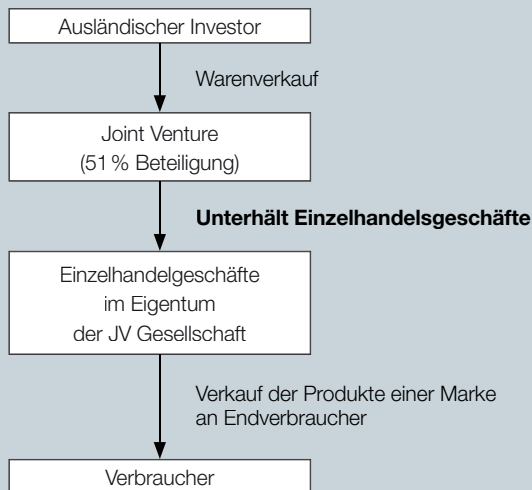 Ausländischer Investor
Warenverkauf
Joint Venture
(51 % Beteiligung)
Unterhält Einzelhandelsgeschäfte
Einzelhandelgeschäfte
im Eigentum
der JV Gesellschaft
Verkauf der Produkte einer Marke
an Endverbraucher
Verbraucher